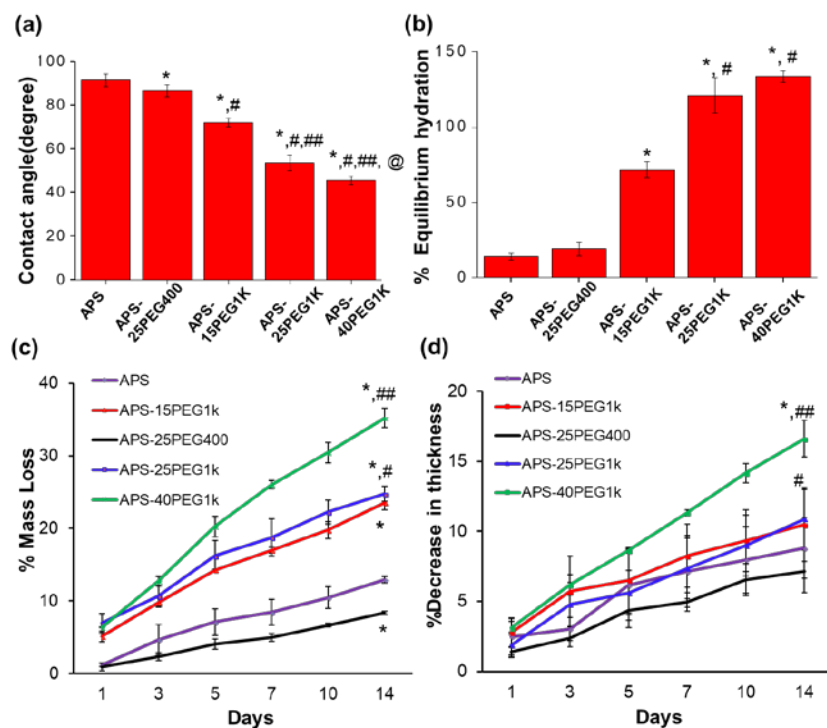 (a)
Contact angle(degree)
100
80
60
40
20
0
*
*,#
*,#,##
*,#,##, @
APS
APS-
25PEG400
APS-
15PEG1K
APS-
25PEG1K
APS-
40PEG1K
(b)
% Equilibrium hydration
150
100
50
0
*
*, #
*, #
APS
APS-
25PEG400
APS-
15PEG1K
APS-
25PEG1K
APS-
40PEG1K
(c)
% Mass Loss
40
30
20
10
0
APS
APS-15PEG1k
APS-25PEG400
APS-25PEG1k
APS-40PEG1k
*,##
*,#
*
*
1 3 5 7 10 14
Days
(d)
%Decrease in thickness
20
15
10
5
0
APS
APS-15PEG1k
APS-25PEG400
APS-25PEG1k
APS-40PEG1k
*,##
#
1 3 5 7 10 14
Days